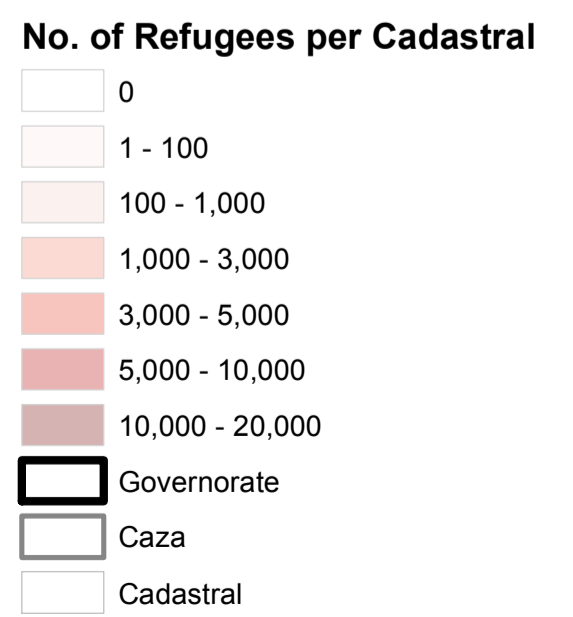 No. of Refugees per Cadastral
0
1 - 100
100 - 1,000
1,000 - 3,000
3,000 - 5,000
5,000 - 10,000
10,000 - 20,000
Governorate
Caza
Cadastral